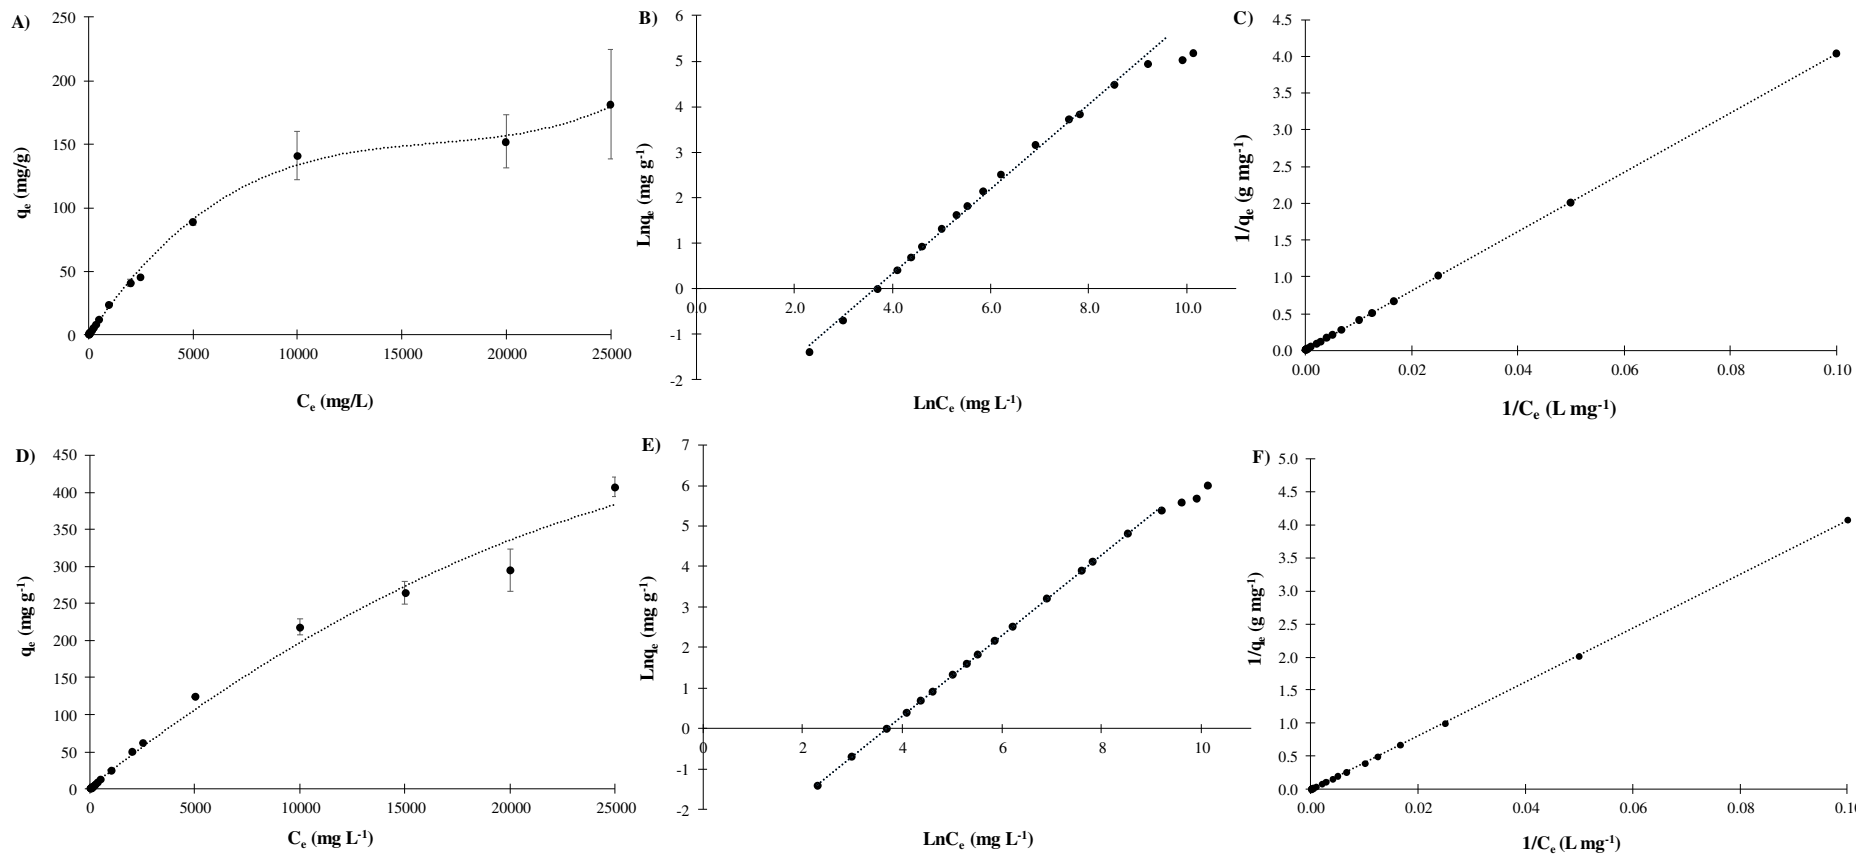 A)
250
200
150
100
50
0
0 5000 10000 15000 20000 25000
qe (mg/g)
Ce (mg/L)
B)
6
5
4
3
2
1
0
-1
-2
0.0 2.0 4.0 6.0 8.0 10.0
Lnqe (mg g-1)
LnCe (mg L-1)
C)
4.5
4.0
3.5
3.0
2.5
2.0
1.5
1.0
0.5
0.0
0.00 0.02 0.04 0.06 0.08 0.10
1/qe (g mg-1)
1/Ce (L mg-1)
D)
450
400
350
300
250
200
150
100
50
0
0 5000 10000 15000 20000 25000
qe (mg g-1)
Ce (mg L-1)
E)
7
6
5
4
3
2
1
0
-1
-2
0 2 4 6 8 10
Lnqe (mg g-1)
LnCe (mg L-1)
F)
5.0
4.5
4.0
3.5
3.0
2.5
2.0
1.5
1.0
0.5
0.0
0.00 0.02 0.04 0.06 0.08 0.10
1/qe (g mg-1)
1/Ce (L mg-1)